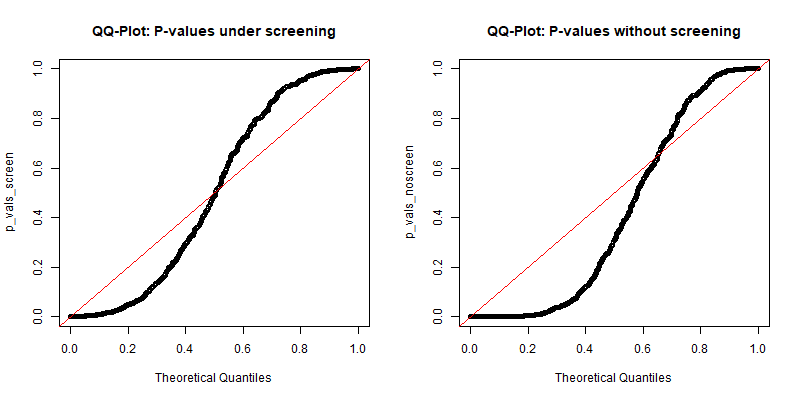 QQ-Plot: P-values under screening
p_vals_screen
0.0 0.2 0.4 0.6 0.8 1.0
0.0 0.2 0.4 0.6 0.8 1.0
Theoretical Quantiles
QQ-Plot: P-values without screening
p_vals_noscreen
0.0 0.2 0.4 0.6 0.8 1.0
0.0 0.2 0.4 0.6 0.8 1.0
Theoretical Quantiles